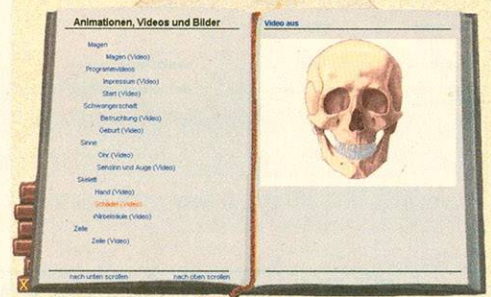 Animationen, Videos und Bilder
Magen
Magen (Video)
Programmvideos
Impressum (Video)
Start (Video)
Schwangerschaft
Befruchtung (Video)
Geburt (Video)
Sinne
Ohr (Video)
und Auge (Video)
Skelett
Hand (Video)
Schädel (Video)
Wirbelsäule (Video)
Zelle
Zelle (Video)
nach unten scrollen
nach oben scrollen
Video aus